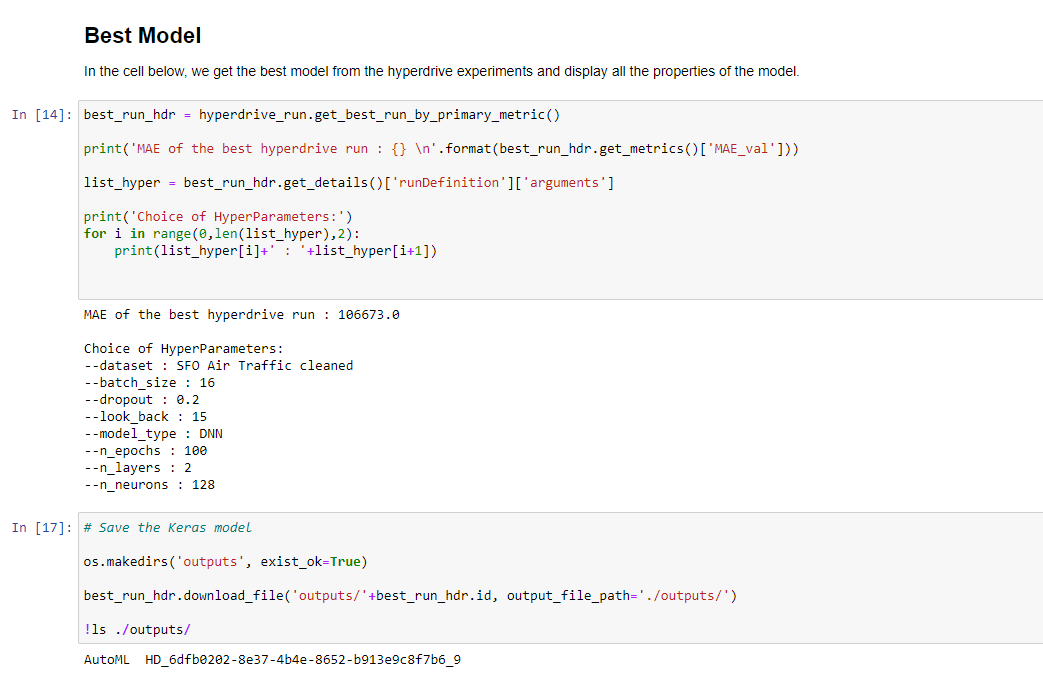 Best Model
In the cell below, we get the best model from the hyperdrive experiments and display all the properties of the model.
In [14]:
best_run_hdr = hyperdrive_run.get_best_run_by_primary_metric()
print('MAE of the best hyperdrive run : {} \n'.format(best_run_hdr.get_metrics()['MAE_val']))
list_hyper = best_run_hdr.get_details()['runDefinition']['arguments']
print('Choice of HyperParameters:')
for i in range(0,len(list_hyper),2):
    print(list_hyper[i]+' : '+list_hyper[i+1])
MAE of the best hyperdrive run : 106673.0
Choice of HyperParameters:
--dataset : SFO Air Traffic cleaned
--batch_size : 16
--dropout : 0.2
--look_back : 15
--model_type : DNN
--n_epochs : 100
--n_layers : 2
--n_neurons : 128
In [17]:
# Save the Keras model
os.makedirs('outputs', exist_ok=True)
best_run_hdr.download_file('outputs/'+best_run_hdr.id, output_file_path='./outputs/')
!ls ./outputs/
AutoML  HD_6dfb0202-8e37-4b4e-8652-b913e9c8f7b6_9